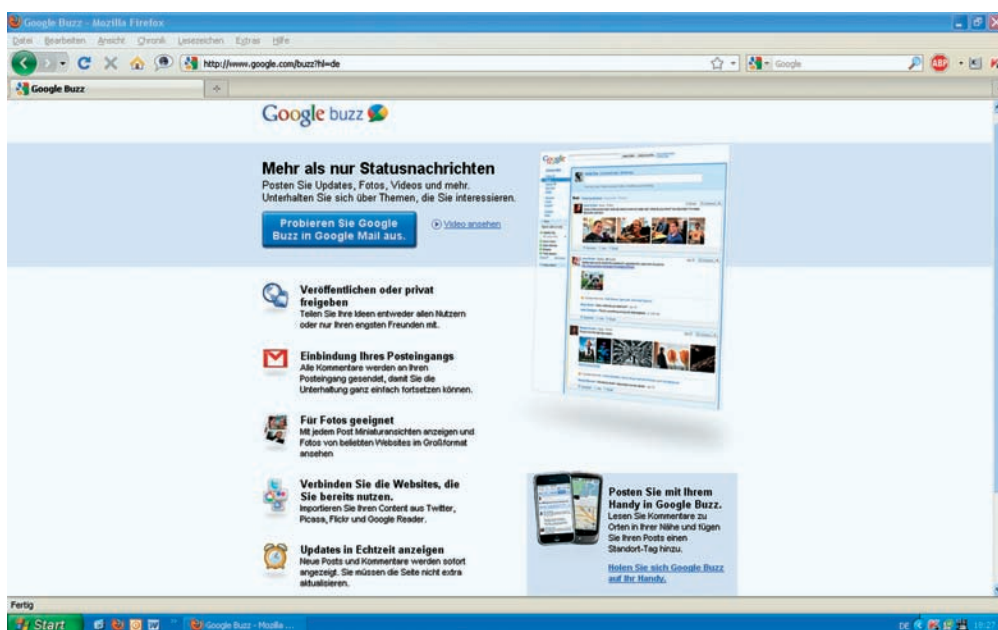 Google Buzz - Mozilla Firefox
Datei Bearbeiten Ansicht Chronik Lesezeichen Extras Hilfe
http://www.google.com/buzz?hl=de
Google
ABP
Google Buzz
Google buzz
Mehr als nur Statusnachrichten
Posten Sie Updates, Fotos, Videos und mehr.
Unterhalten Sie sich über Themen, die Sie interessieren.
Probieren Sie Google
Buzz in Google Mail aus.
Video ansehen
Google
Veröffentlichen oder privat
freigeben
Teilen Sie Ihre Ideen entweder allen Nutzern
oder nur Ihren engsten Freunden mit.
Einbindung Ihres Posteingangs
Alle Kommentare werden an Ihren
Posteingang gesendet, damit Sie die
Unterhaltung ganz einfach fortsetzen können.
Für Fotos geeignet
Mit jedem Post Miniaturansichten anzeigen und
Fotos von beliebten Websites im Großformat
ansehen
Verbinden Sie die Websites, die
Sie bereits nutzen.
Importieren Sie Ihren Content aus Twitter,
Picasa, Flickr und Google Reader.
Updates in Echtzeit anzeigen
Neue Posts und Kommentare werden sofort
angezeigt. Sie müssen die Seite nicht extra
aktualisieren.
Posten Sie mit Ihrem
Handy in Google Buzz.
Lesen Sie Kommentare zu
Orten in Ihrer Nähe und fügen
Sie Ihren Posts einen
Standort-Tag hinzu.
Holen Sie sich Google Buzz
auf Ihr Handy.
Fertig
Start
Google Buzz - Mozilla ...
DE
18:27